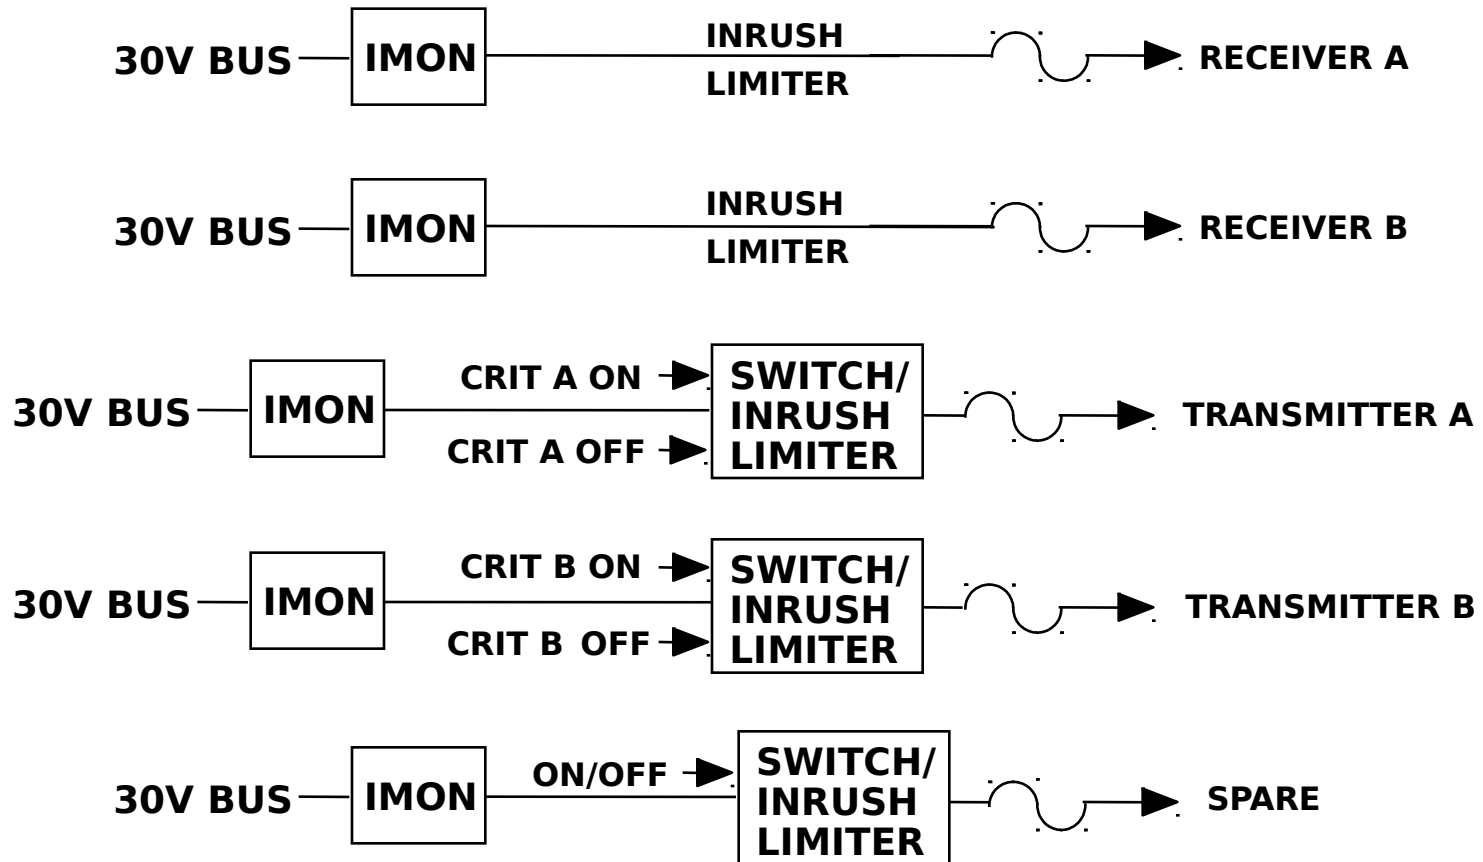 30V BUS IMON INRUSH LIMITER RECEIVER A
30V BUS IMON INRUSH LIMITER RECEIVER B
CRIT A ON
30V BUS IMON SWITCH/ INRUSH LIMITER TRANSMITTER A
CRIT A OFF
CRIT B ON
30V BUS IMON SWITCH/ INRUSH LIMITER TRANSMITTER B
CRIT B OFF
ON/OFF
30V BUS IMON SWITCH/ INRUSH LIMITER SPARE